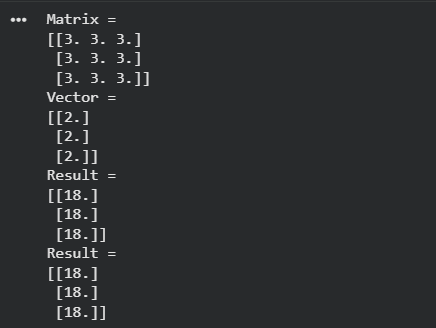 Matrix =
[[3. 3. 3.]
 [3. 3. 3.]
 [3. 3. 3.]]
Vector =
[[2.]
 [2.]
 [2.]]
Result =
[[18.]
 [18.]
 [18.]]
Result =
[[18.]
 [18.]
 [18.]]